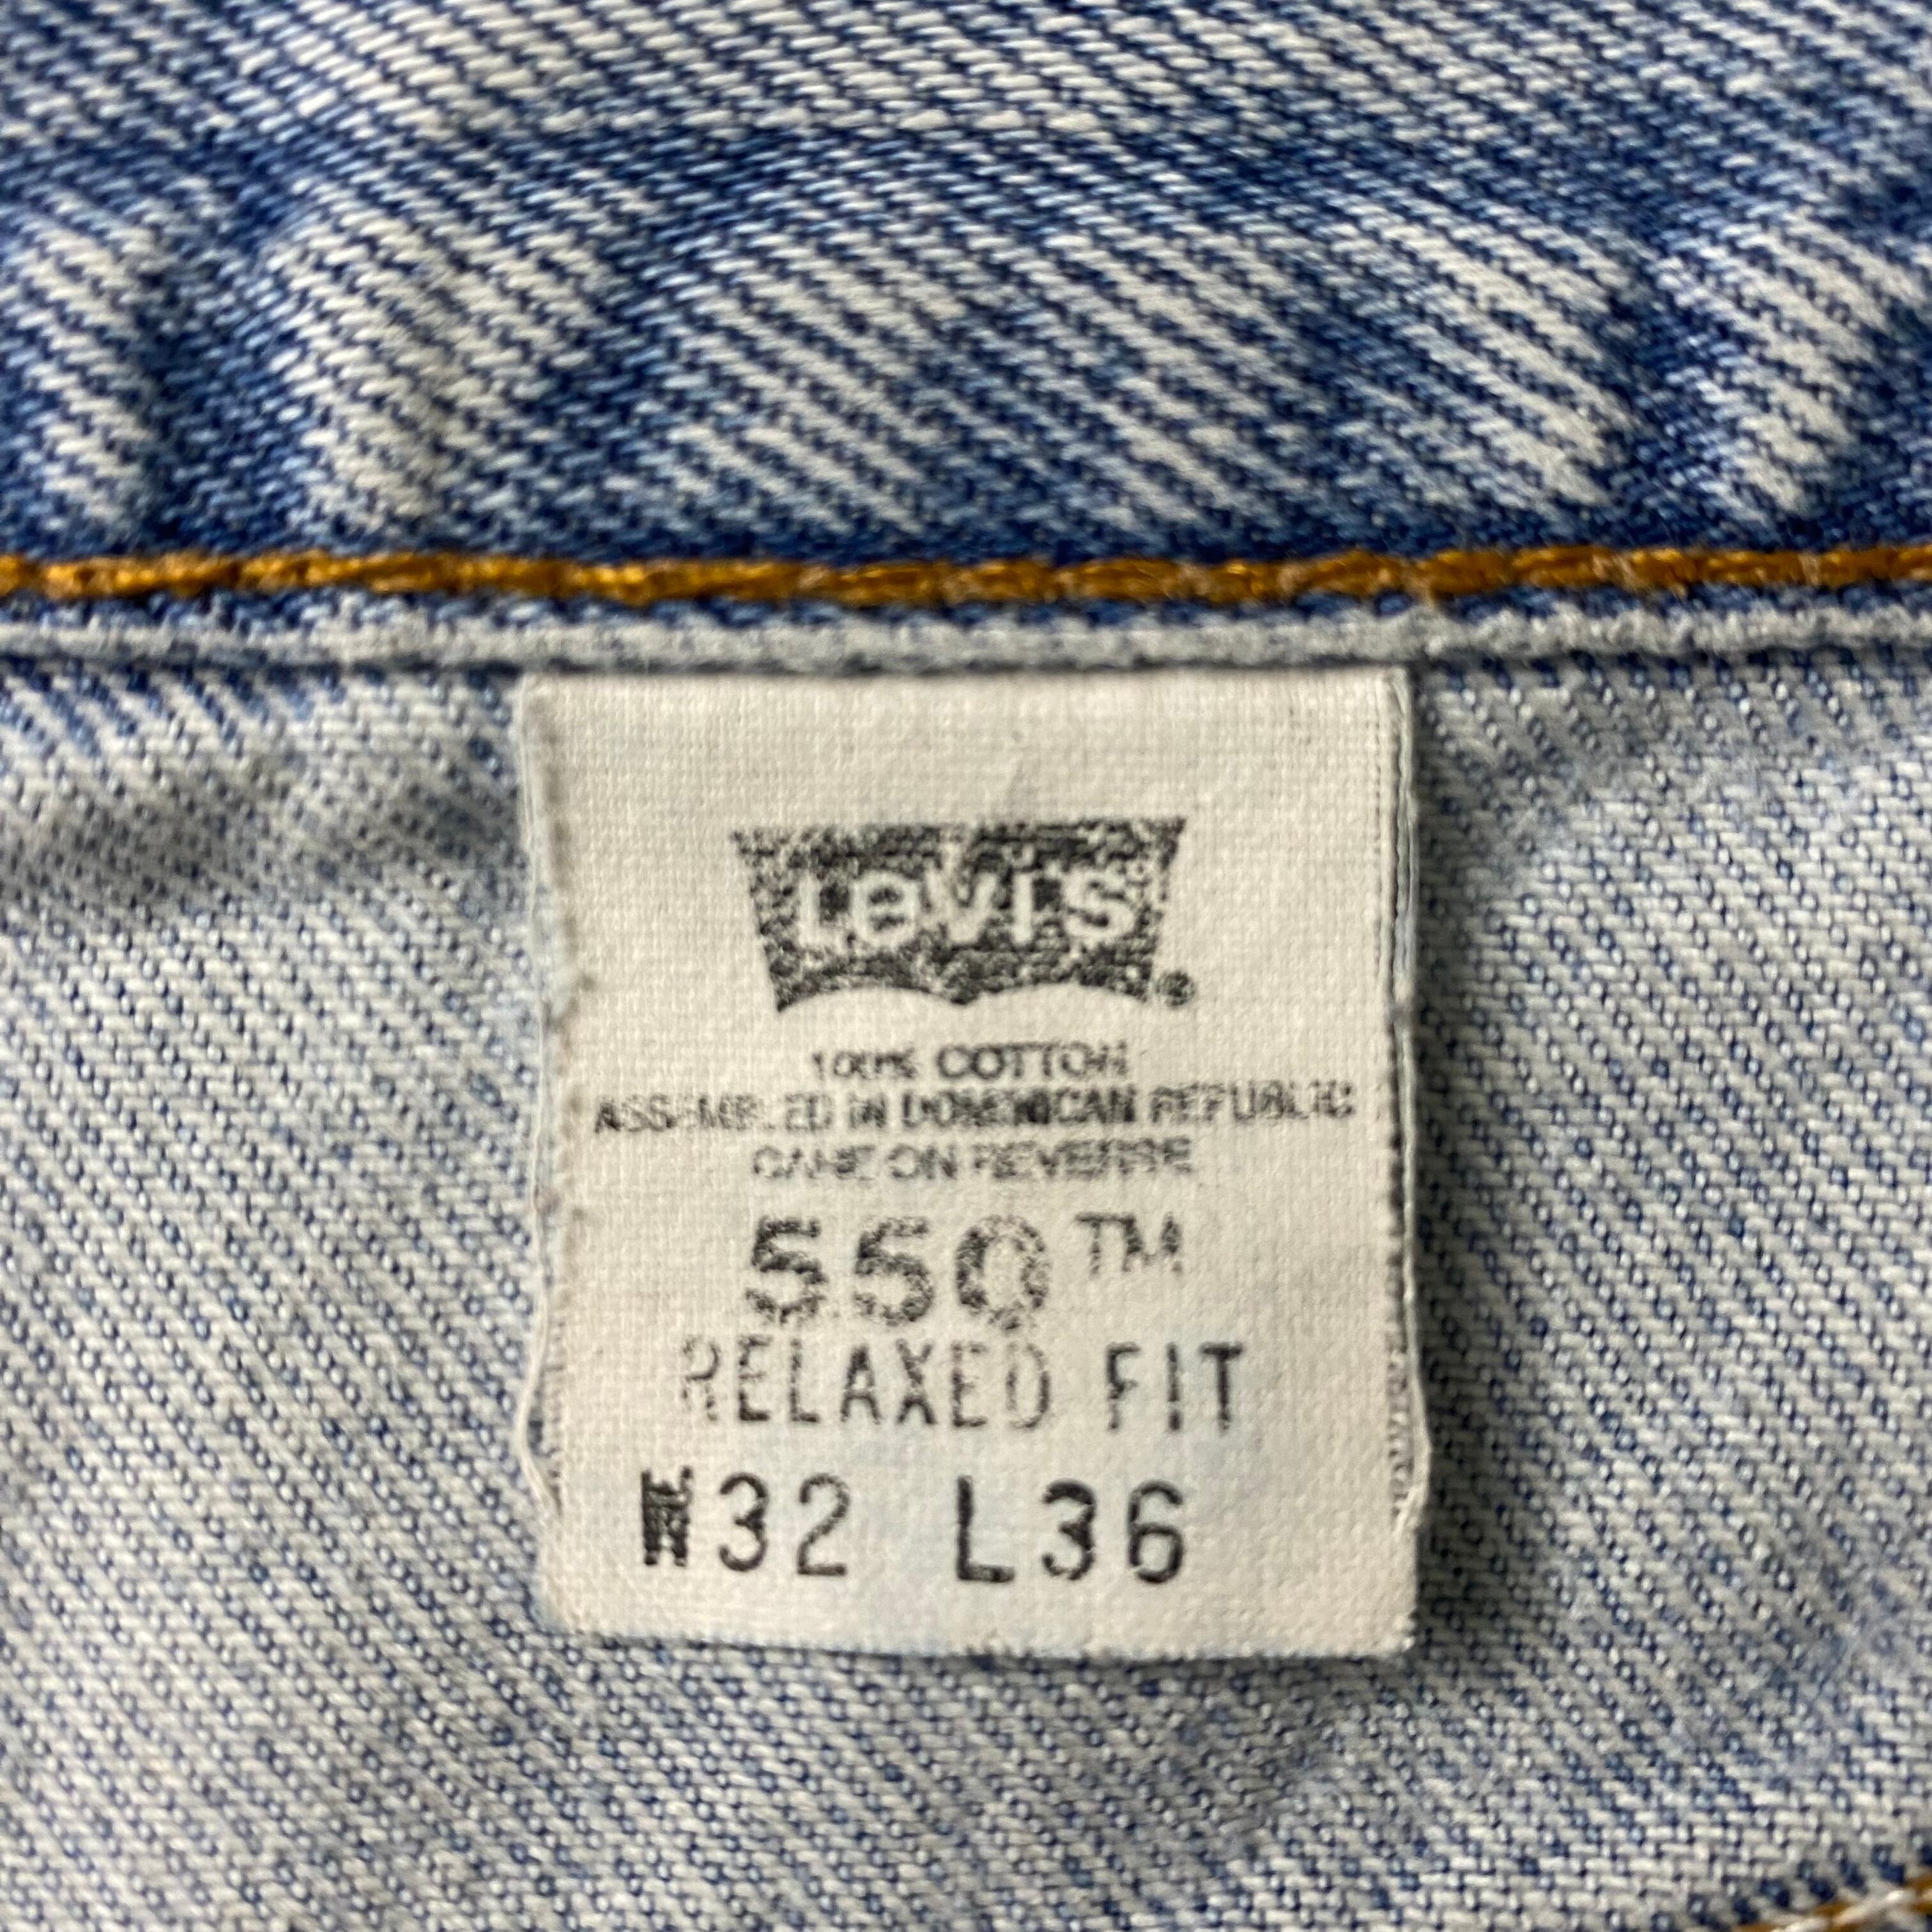 Levi's®
100% COTTON
ASSEMBLED IN DOMINICAN REPUBLIC
CARE ON REVERSE
550™
RELAXED FIT
W32 L36